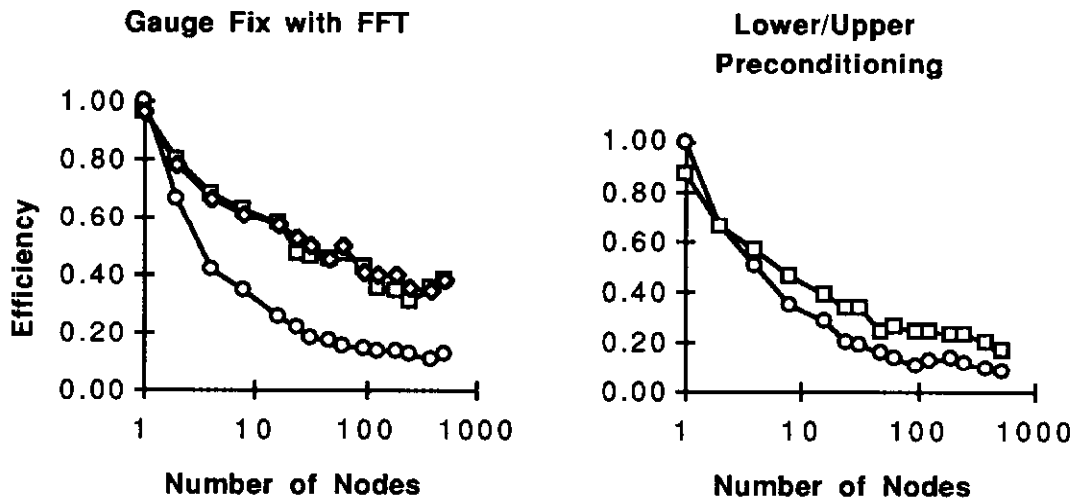 Gauge Fix with FFT
Efficiency
1.00
0.80
0.60
0.40
0.20
0.00
1 10 100 1000
Number of Nodes
Lower/Upper
Preconditioning
1.00
0.80
0.60
0.40
0.20
0.00
1 10 100 1000
Number of Nodes